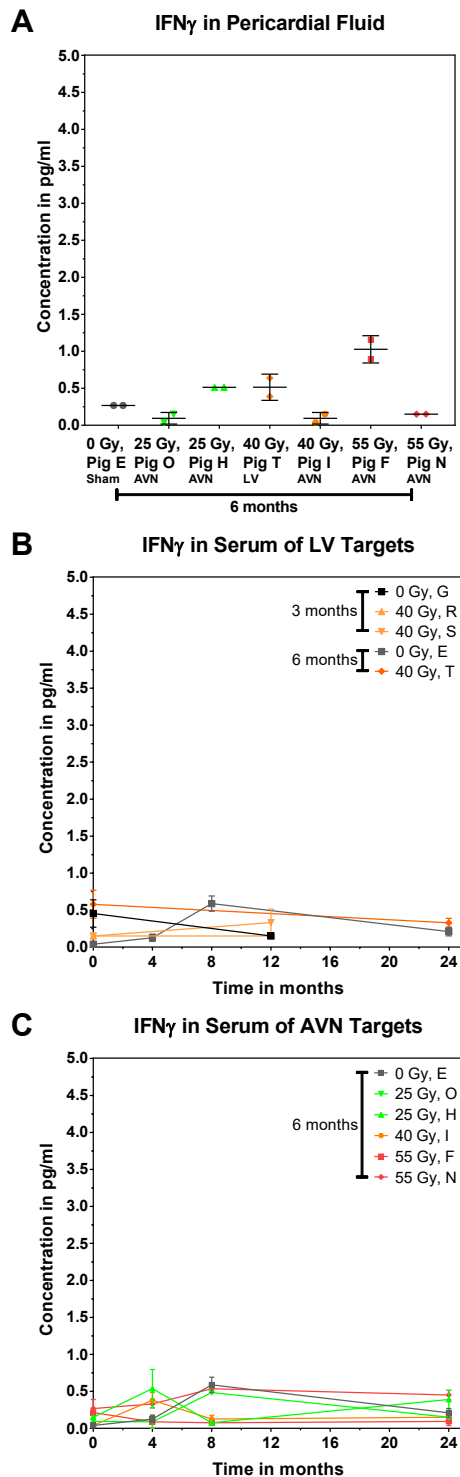 A
IFNγ in Pericardial Fluid
Concentration in pg/ml
5.0
4.5
4.0
3.5
3.0
2.5
2.0
1.5
1.0
0.5
0.0
0 Gy, 25 Gy, 25 Gy, 40 Gy, 40 Gy, 55 Gy, 55 Gy,
Pig E Pig O Pig H Pig T Pig I Pig F Pig N
Sham AVN AVN LV AVN AVN AVN
6 months
B
IFNγ in Serum of LV Targets
Concentration in pg/ml
5.0
4.5
4.0
3.5
3.0
2.5
2.0
1.5
1.0
0.5
0.0
3 months
0 Gy, G
40 Gy, R
40 Gy, S
6 months
0 Gy, E
40 Gy, T
0 4 8 12 16 20 24
Time in months
C
IFNγ in Serum of AVN Targets
Concentration in pg/ml
5.0
4.5
4.0
3.5
3.0
2.5
2.0
1.5
1.0
0.5
0.0
6 months
0 Gy, E
25 Gy, O
25 Gy, H
40 Gy, I
55 Gy, F
55 Gy, N
0 4 8 12 16 20 24
Time in months